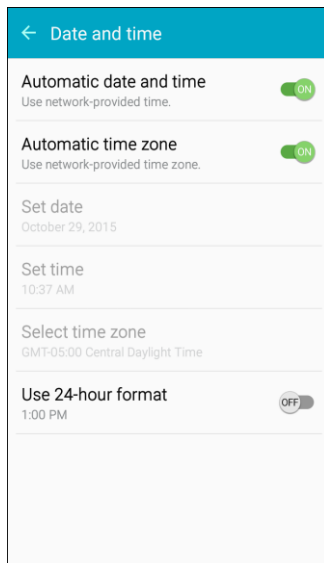 Date and time
Automatic date and time
Use network-provided time.
ON
Automatic time zone
Use network-provided time zone.
ON
Set date
October 29, 2015
Set time
10:37 AM
Select time zone
GMT-05:00 Central Daylight Time
Use 24-hour format
1:00 PM
OFF